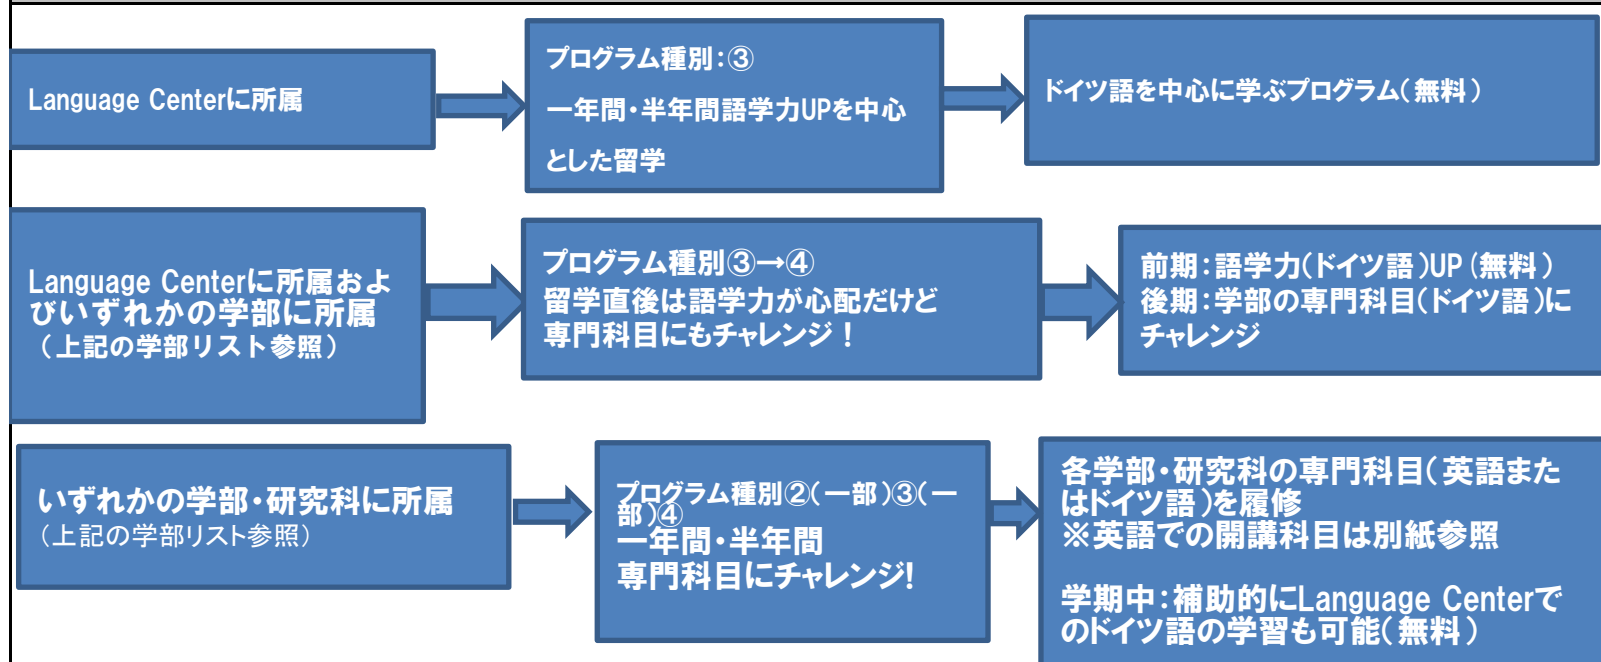 Language Centerに所属
プログラム種別：③
一年間・半年間語学力UPを中心
とした留学
ドイツ語を中心に学ぶプログラム（無料）
Language Centerに所属およ
びいずれかの学部に所属
（上記の学部リスト参照）
プログラム種別③→④
留学直後は語学力が心配だけど
専門科目にもチャレンジ！
前期：語学力（ドイツ語）UP（無料）
後期：学部の専門科目（ドイツ語）に
チャレンジ
いずれかの学部・研究科に所属
（上記の学部リスト参照）
プログラム種別②（一部）③（一
部）④
一年間・半年間
専門科目にチャレンジ!
各学部・研究科の専門科目（英語また
はドイツ語）を履修
※英語での開講科目は別紙参照
学期中：補助的にLanguage Centerで
のドイツ語の学習も可能（無料）